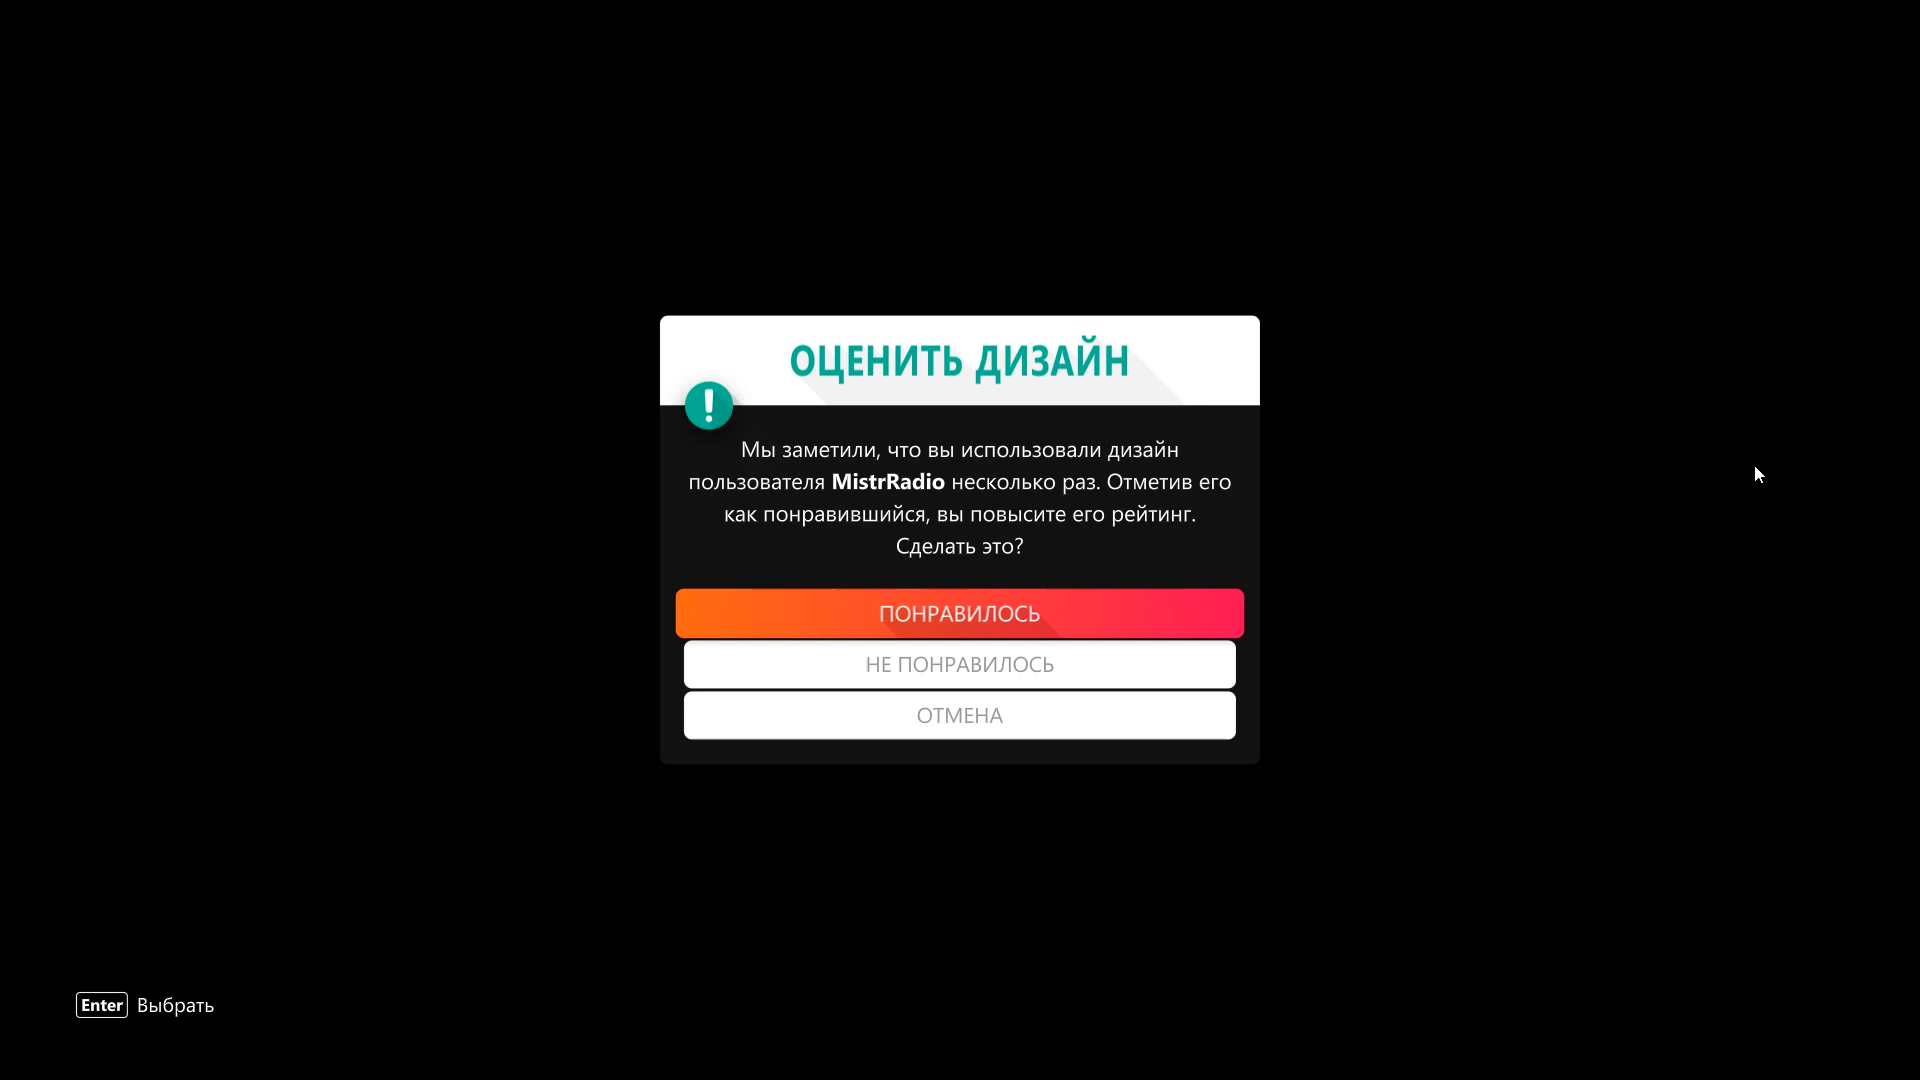 ОЦЕНИТЬ ДИЗАЙН
Мы заметили, что вы использовали дизайн
пользователя MistrRadio несколько раз. Отметив его
как понравившийся, вы повысите его рейтинг.
Сделать это?
ПОНРАВИЛОСЬ
НЕ ПОНРАВИЛОСЬ
ОТМЕНА
Enter Выбрать